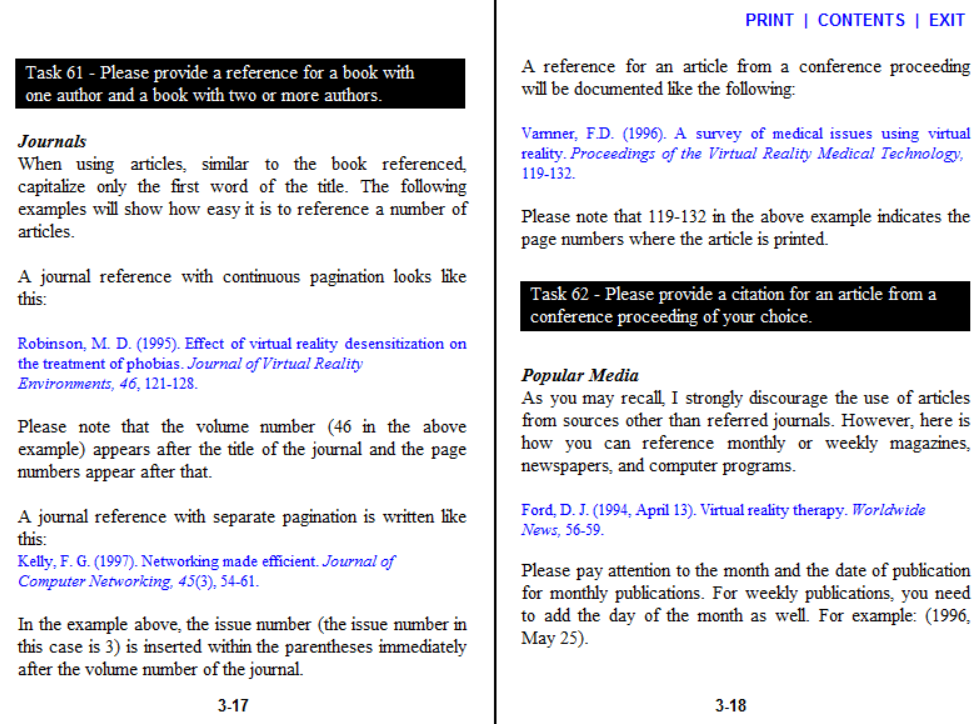 Task 61 - Please provide a reference for a book with
one author and a book with two or more authors.
Journals
When using articles, similar to the book referenced,
capitalize only the first word of the title. The following
examples will show how easy it is to reference a number of
articles.
A journal reference with continuous pagination looks like
this:
Robinson, M. D. (1995). Effect of virtual reality desensitization on
the treatment of phobias. Journal of Virtual Reality
Environments, 46, 121-128.
Please note that the volume number (46 in the above
example) appears after the title of the journal and the page
numbers appear after that.
A journal reference with separate pagination is written like
this:
Kelly, F. G. (1997). Networking made efficient. Journal of
Computer Networking, 45(3), 54-61.
In the example above, the issue number (the issue number in
this case is 3) is inserted within the parentheses immediately
after the volume number of the journal.
3-17
PRINT | CONTENTS | EXIT
A reference for an article from a conference proceeding
will be documented like the following:
Varnner, F.D. (1996). A survey of medical issues using virtual
reality. Proceedings of the Virtual Reality Medical Technology,
119-132.
Please note that 119-132 in the above example indicates the
page numbers where the article is printed.
Task 62 - Please provide a citation for an article from a
conference proceeding of your choice.
Popular Media
As you may recall, I strongly discourage the use of articles
from sources other than referred journals. However, here is
how you can reference monthly or weekly magazines,
newspapers, and computer programs.
Ford, D. J. (1994, April 13). Virtual reality therapy. Worldwide
News, 56-59.
Please pay attention to the month and the date of publication
for monthly publications. For weekly publications, you need
to add the day of the month as well. For example: (1996,
May 25).
3-18